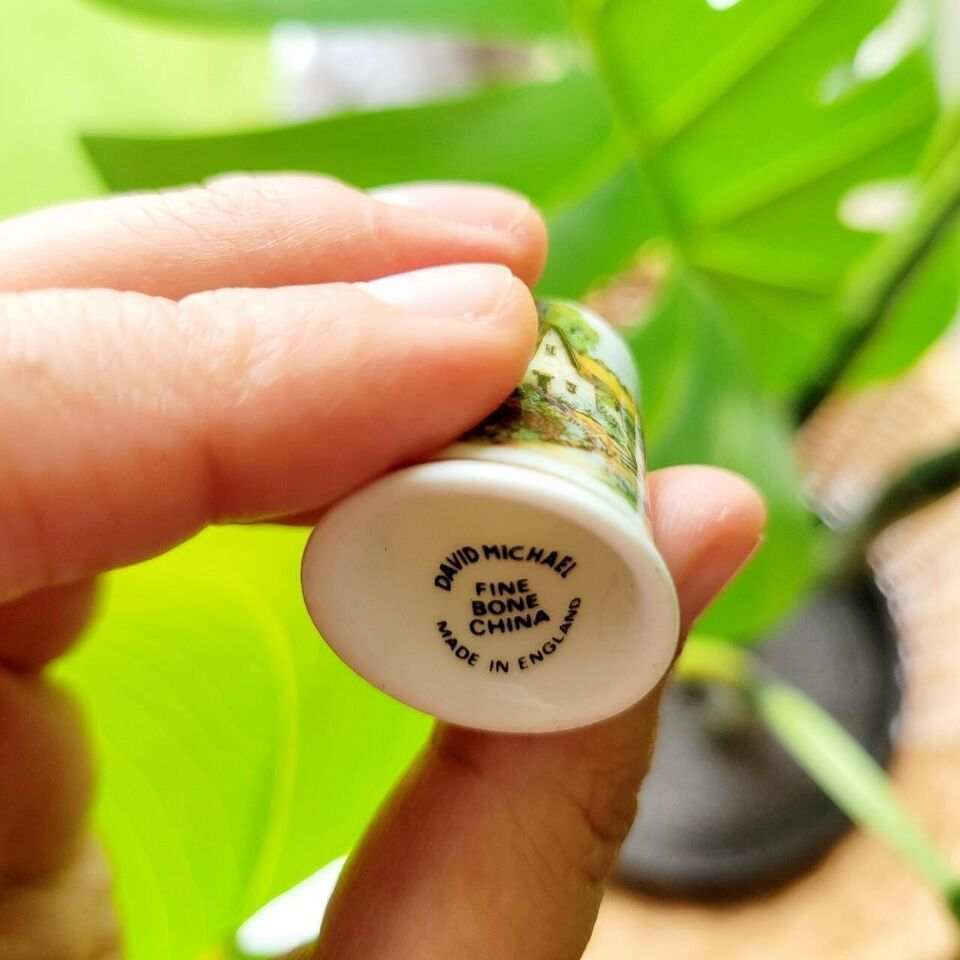 DAVID MICHAEL
FINE
BONE
CHINA
MADE IN ENGLAND